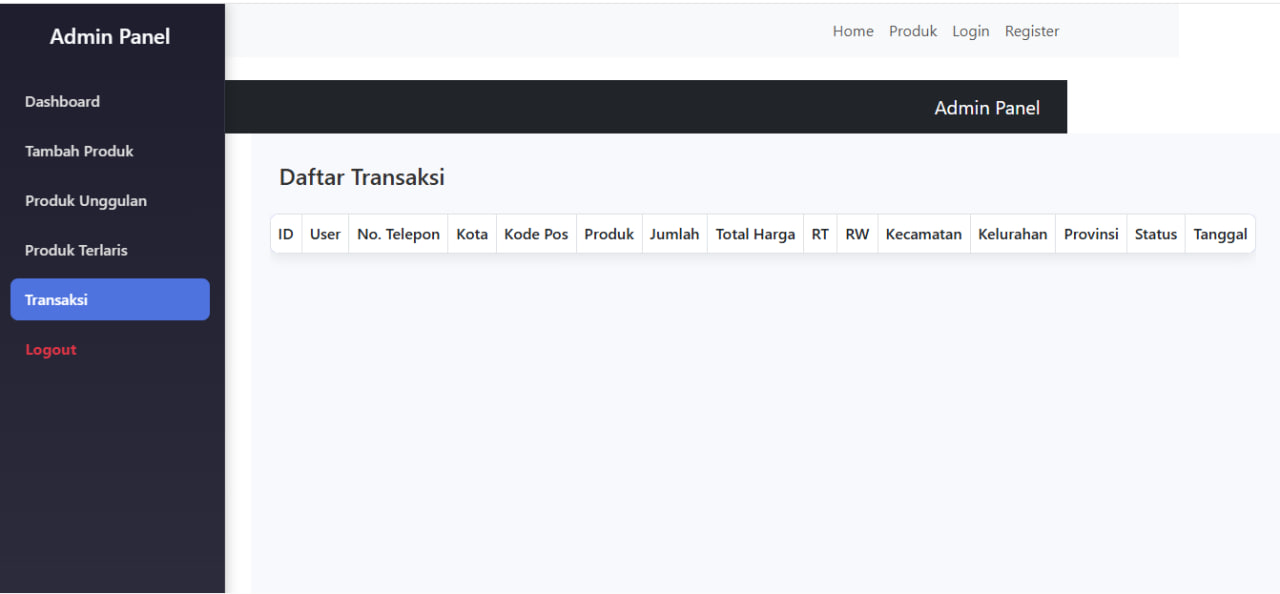 Admin Panel
Dashboard
Tambah Produk
Produk Unggulan
Produk Terlaris
Transaksi
Logout
Home Produk Login Register
Admin Panel
Daftar Transaksi
ID User No. Telepon Kota Kode Pos Produk Jumlah Total Harga RT RW Kecamatan Kelurahan Provinsi Status Tanggal